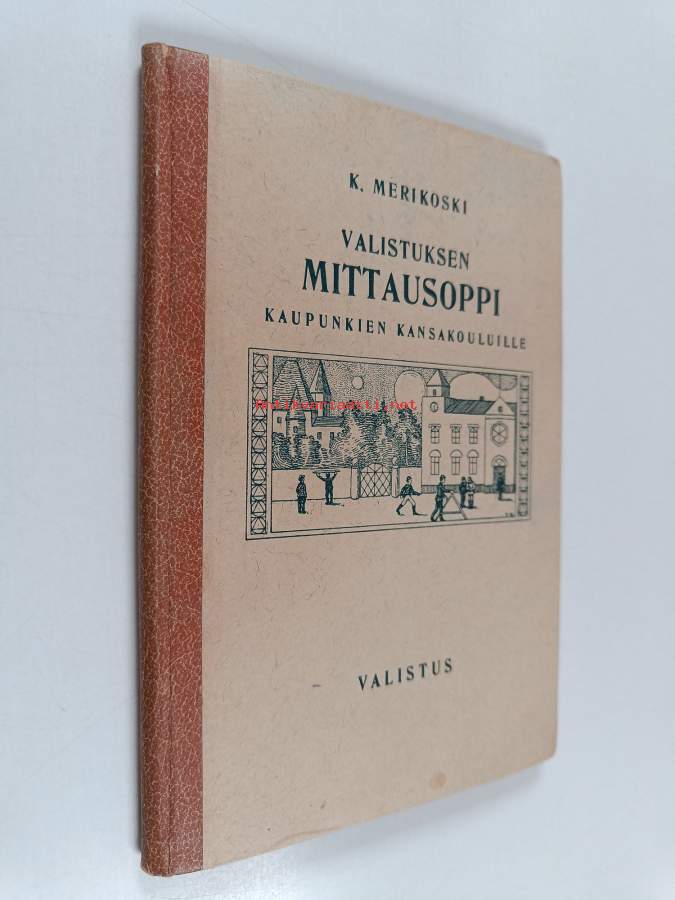 K. MERIKOSKI
VALISTUKSEN
MITTAUSOPPI
KAUPUNKIEN KANSAKOULUILLE
Antikvariaatti.net
VALISTUS